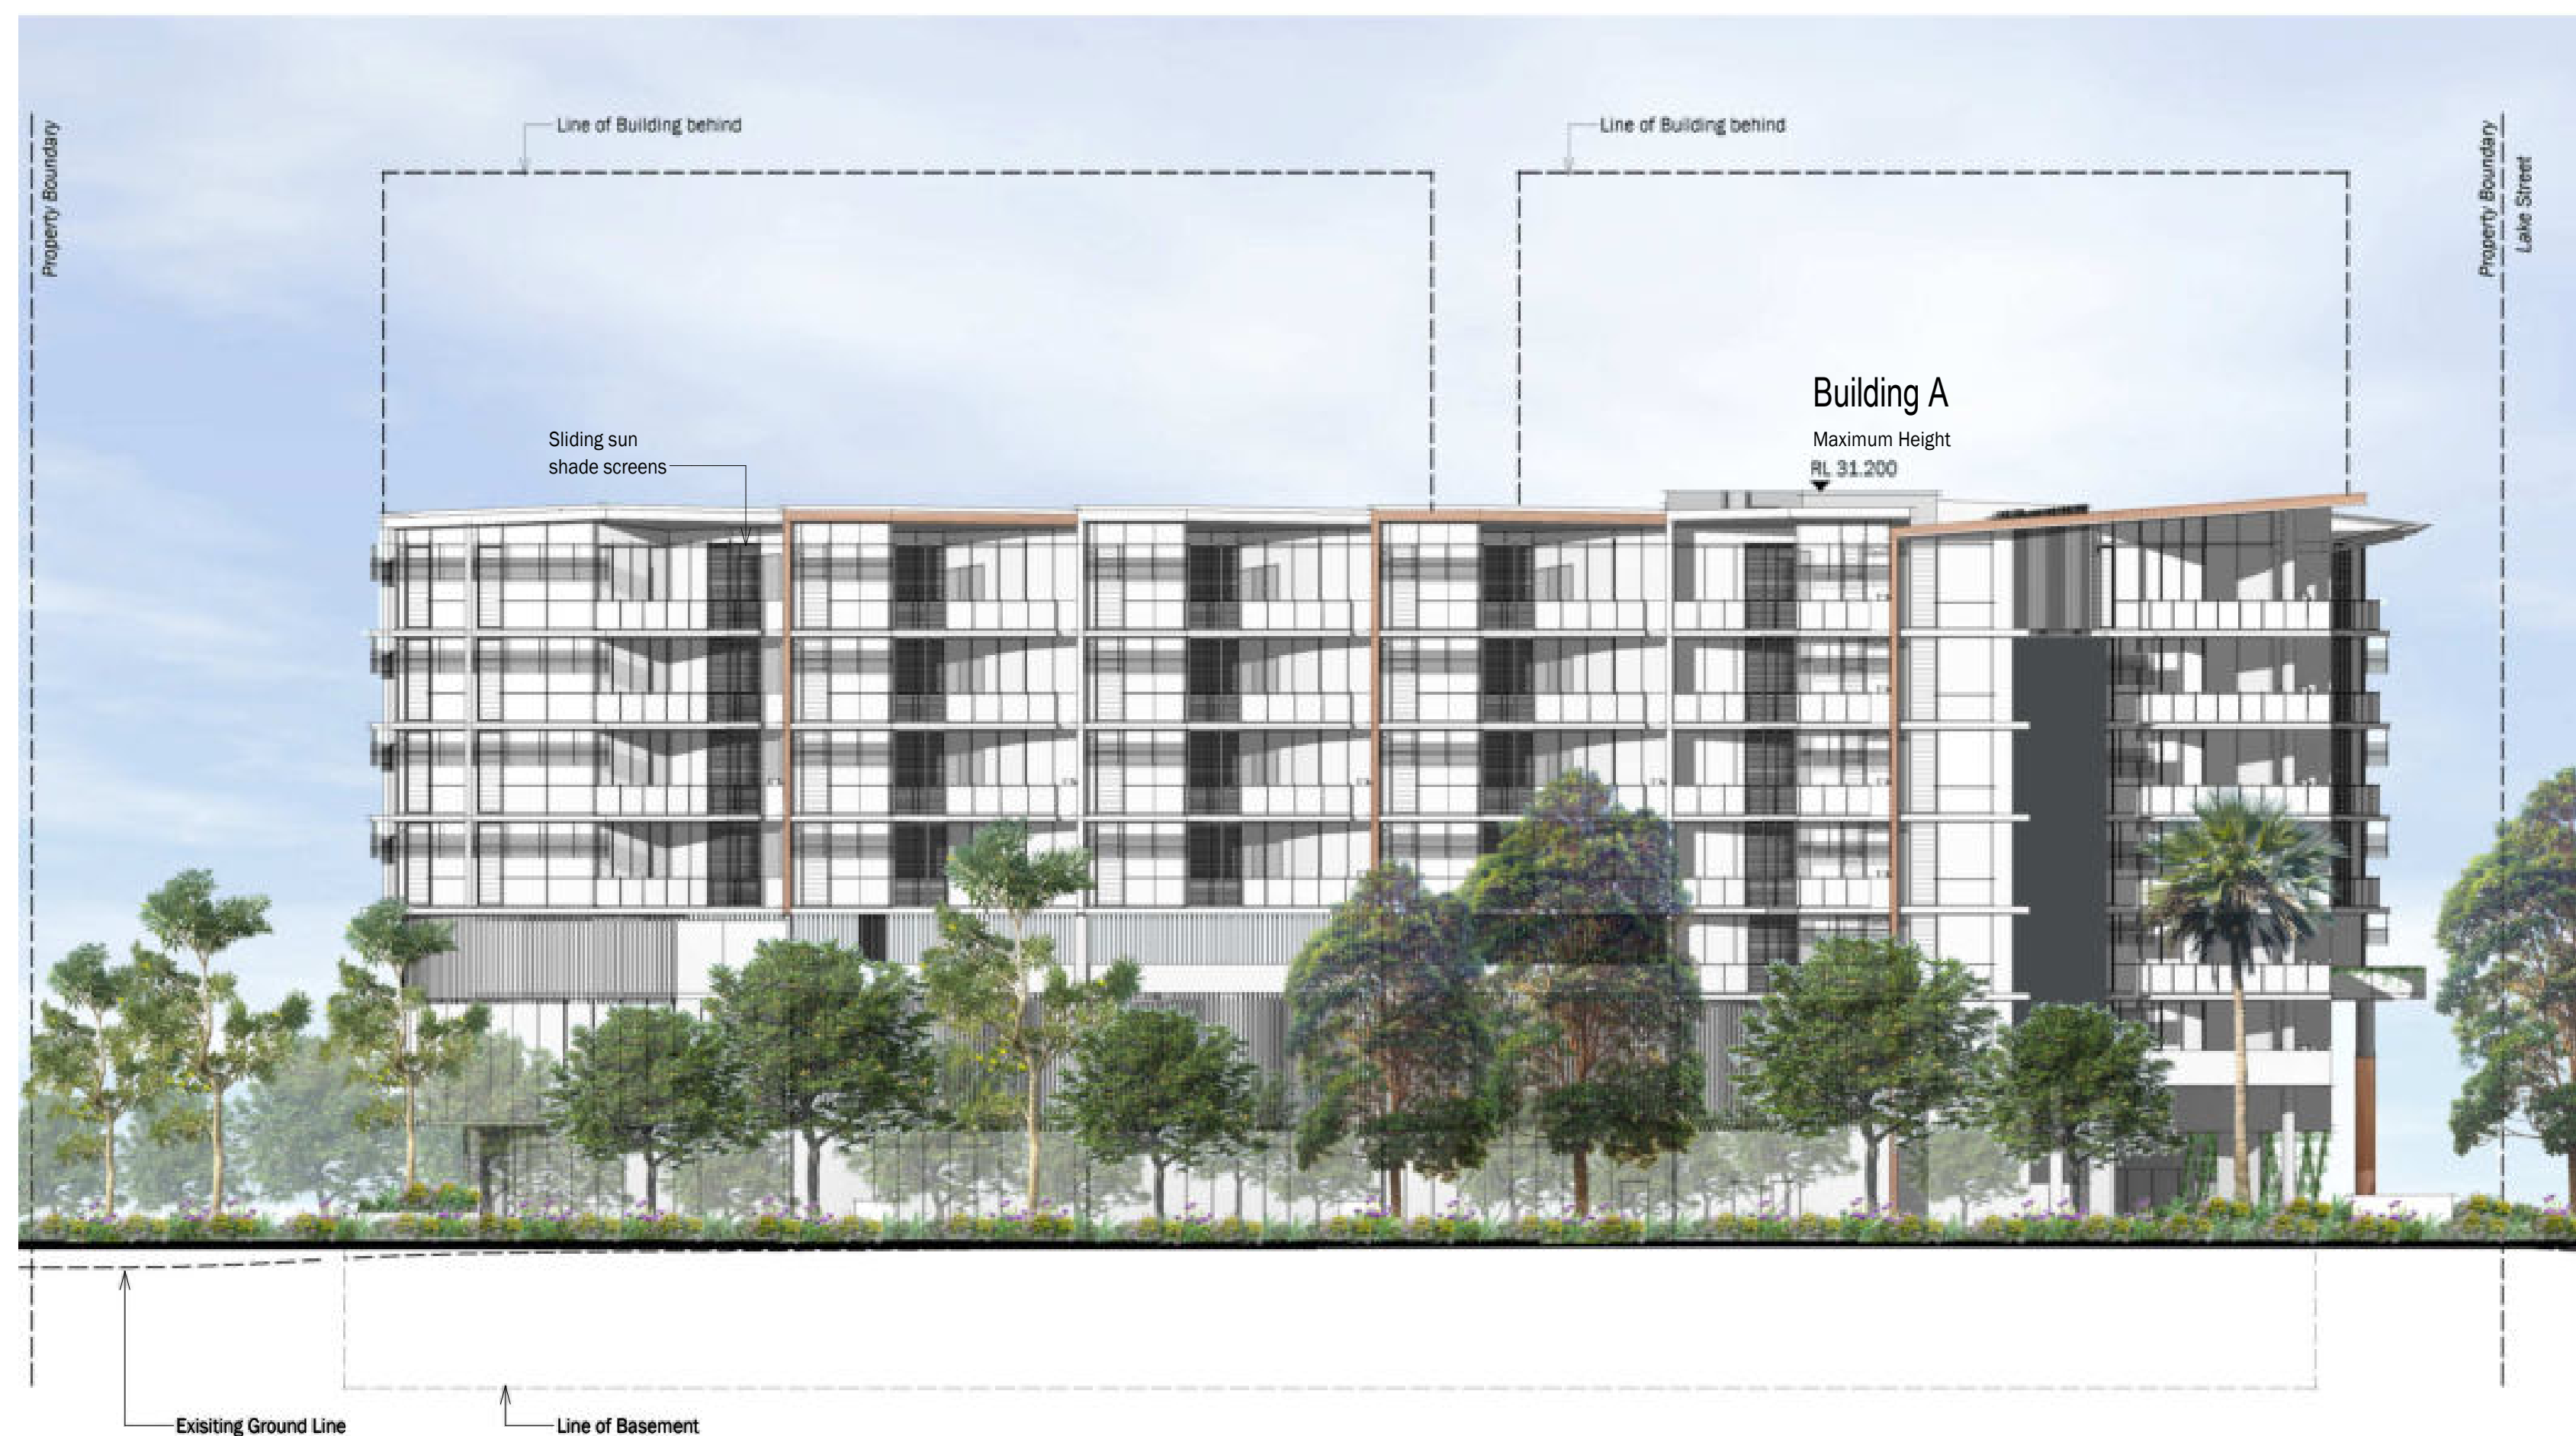 Line of Building behind
Line of Building behind
Property Boundary
Property Boundary
Lake Street
Building A
Maximum Height
RL 31.200
Sliding sun
shade screens
Exisiting Ground Line
Line of Basement